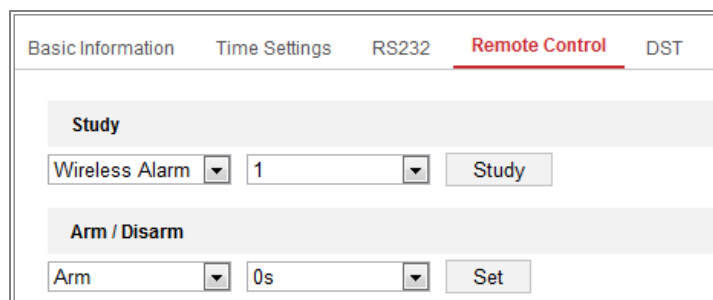 Basic Information Time Settings RS232 Remote Control DST
Study
Wireless Alarm 1 Study
Arm / Disarm
Arm 0s Set